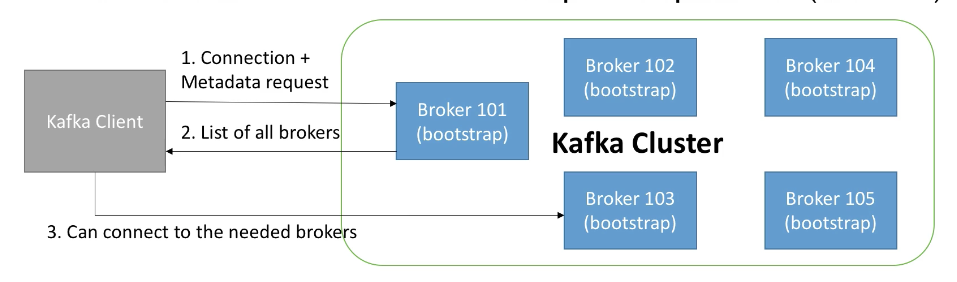 1. Connection +
Metadata request
Kafka Client
2. List of all brokers
3. Can connect to the needed brokers
Broker 101
(bootstrap)
Broker 102
(bootstrap)
Broker 104
(bootstrap)
Kafka Cluster
Broker 103
(bootstrap)
Broker 105
(bootstrap)